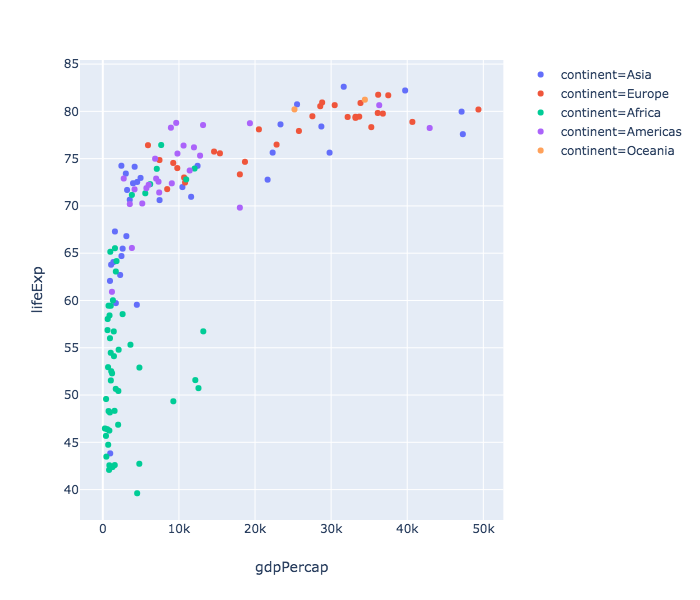 85
80
75
70
65
60
55
50
45
40
lifeExp
0 10k 20k 30k 40k 50k
gdpPercap
continent=Asia
continent=Europe
continent=Africa
continent=Americas
continent=Oceania